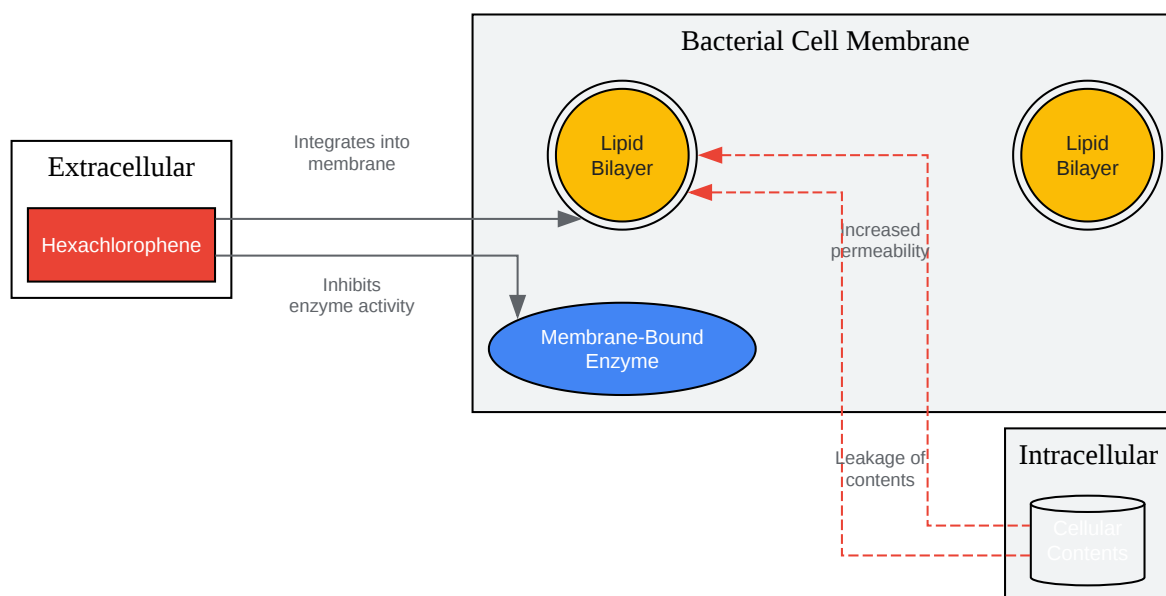 Bacterial Cell Membrane
Lipid
Bilayer
Lipid
Bilayer
Integrates into
membrane
Extracellular
Hexachlorophene
Increased
permeability
Inhibits
enzyme activity
Membrane-Bound
Enzyme
Leakage of
contents
Intracellular
Cellular
Contents